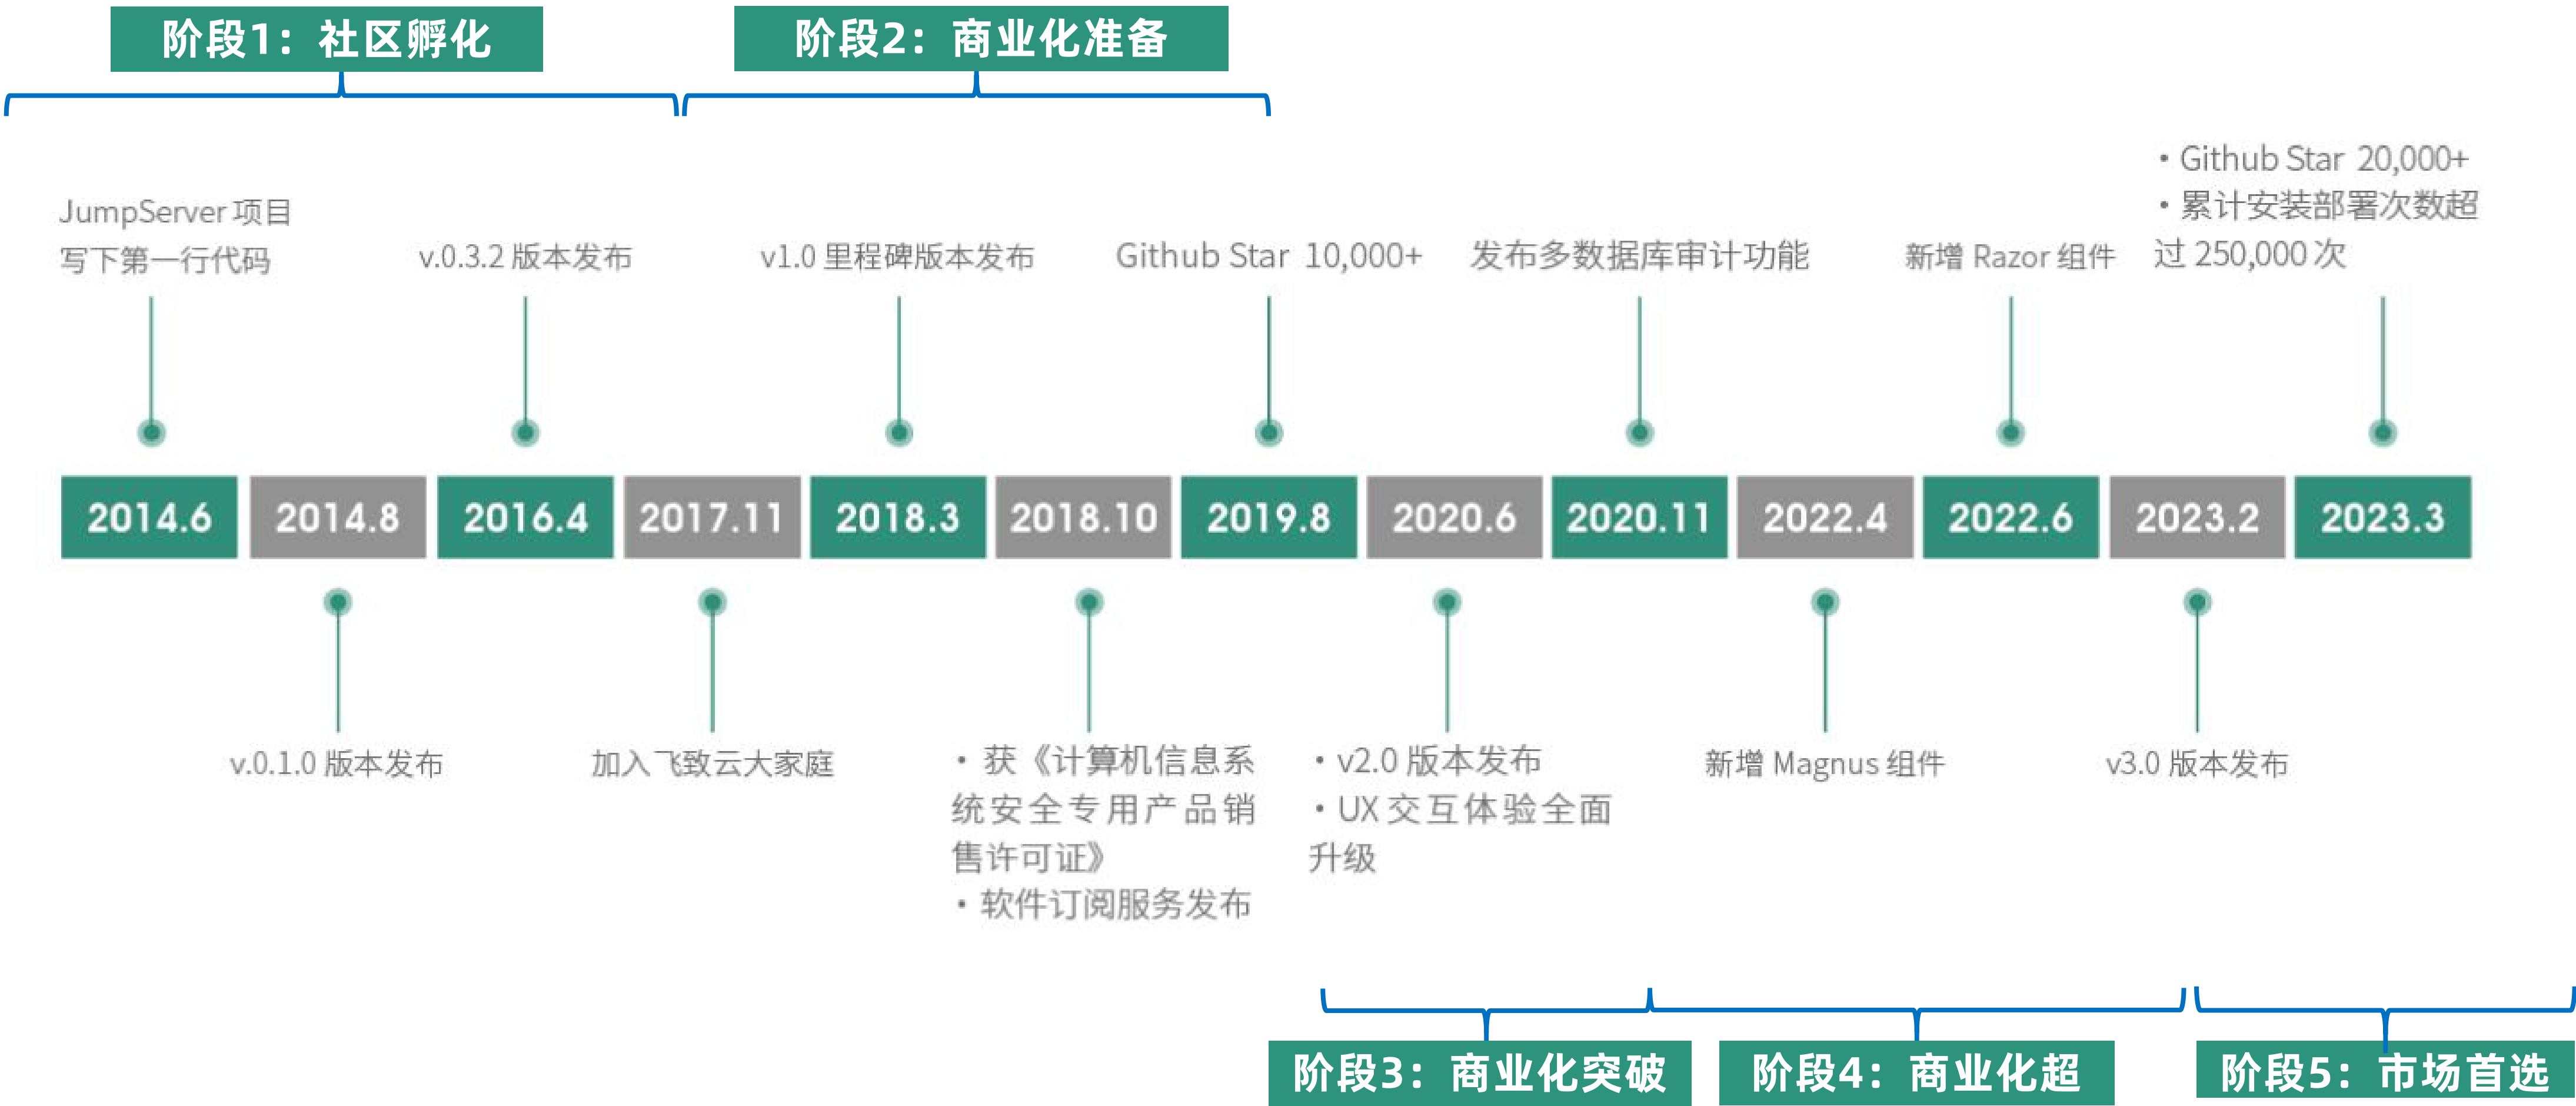 阶段1：社区孵化
阶段2：商业化准备
JumpServer 项目
写下第一行代码
v.0.3.2 版本发布
v1.0 里程碑版本发布
Github Star 10,000+
发布多数据库审计功能
新增 Razor 组件
• Github Star 20,000+
• 累计安装部署次数超
过 250,000 次
2014.6
2014.8
2016.4
2017.11
2018.3
2018.10
2019.8
2020.6
2020.11
2022.4
2022.6
2023.2
2023.3
v.0.1.0 版本发布
加入飞致云大家庭
• 获《计算机信息系
统安全专用产品销
售许可证》
• 软件订阅服务发布
• v2.0 版本发布
• UX 交互体验全面
升级
新增 Magnus 组件
v3.0 版本发布
阶段3：商业化突破
阶段4：商业化超
阶段5：市场首选